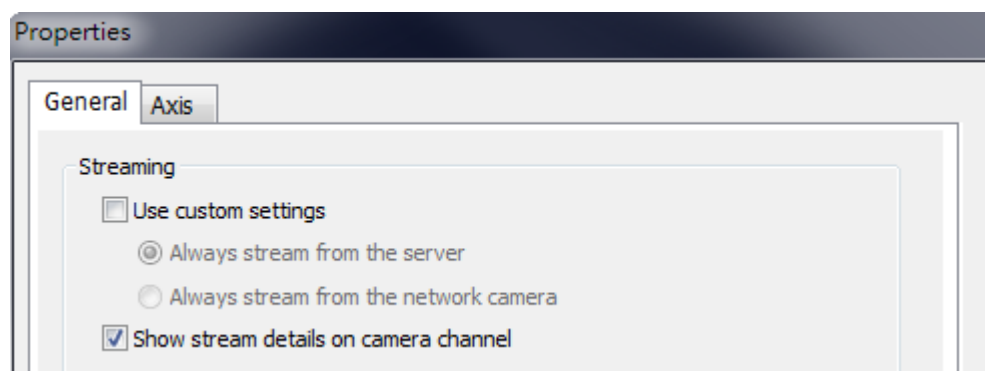 Properties
General Axis
Streaming
Use custom settings
Always stream from the server
Always stream from the network camera
Show stream details on camera channel